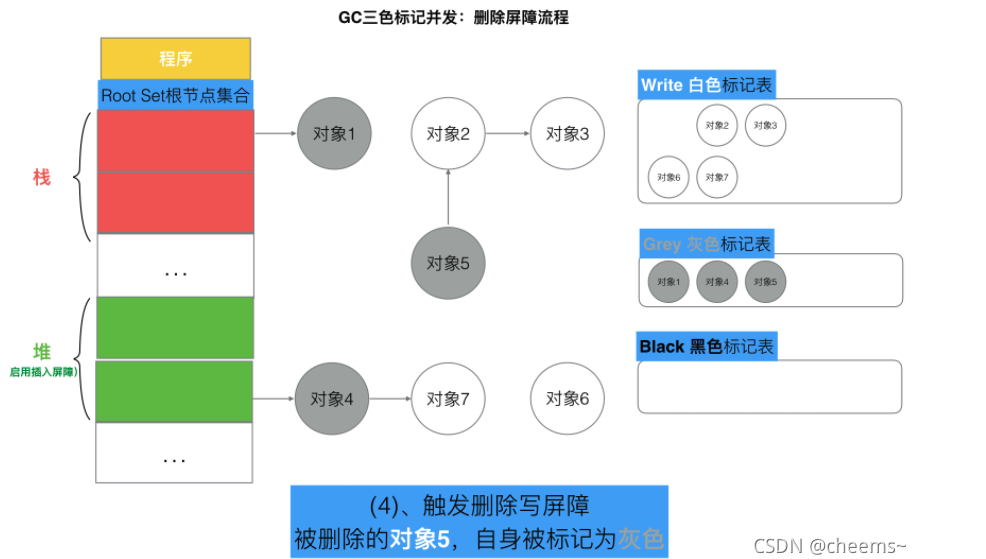 GC三色标记并发：删除屏障流程
程序
Root Set根节点集合
栈
...
堆
启用插入屏障）
...
对象1
对象2
对象3
对象5
对象4
对象7
对象6
Write 白色标记表
对象2
对象3
对象6
对象7
Grey 灰色标记表
对象1
对象4
对象5
Black 黑色标记表
(4)、触发删除写屏障
被删除的对象5，自身被标记为灰色
CSDN @cheems~